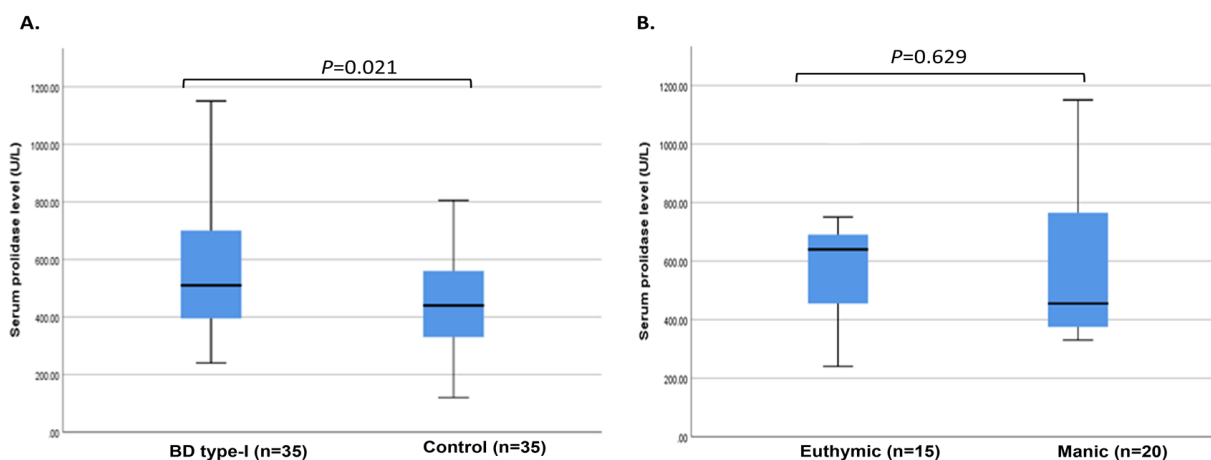 A.
P=0.021
Serum prolidase level (U/L)
1200.00
1000.00
800.00
600.00
400.00
200.00
.00
BD type-I (n=35)
Control (n=35)
B.
P=0.629
Serum prolidase level (U/L)
1200.00
1000.00
800.00
600.00
400.00
200.00
.00
Euthymic (n=15)
Manic (n=20)